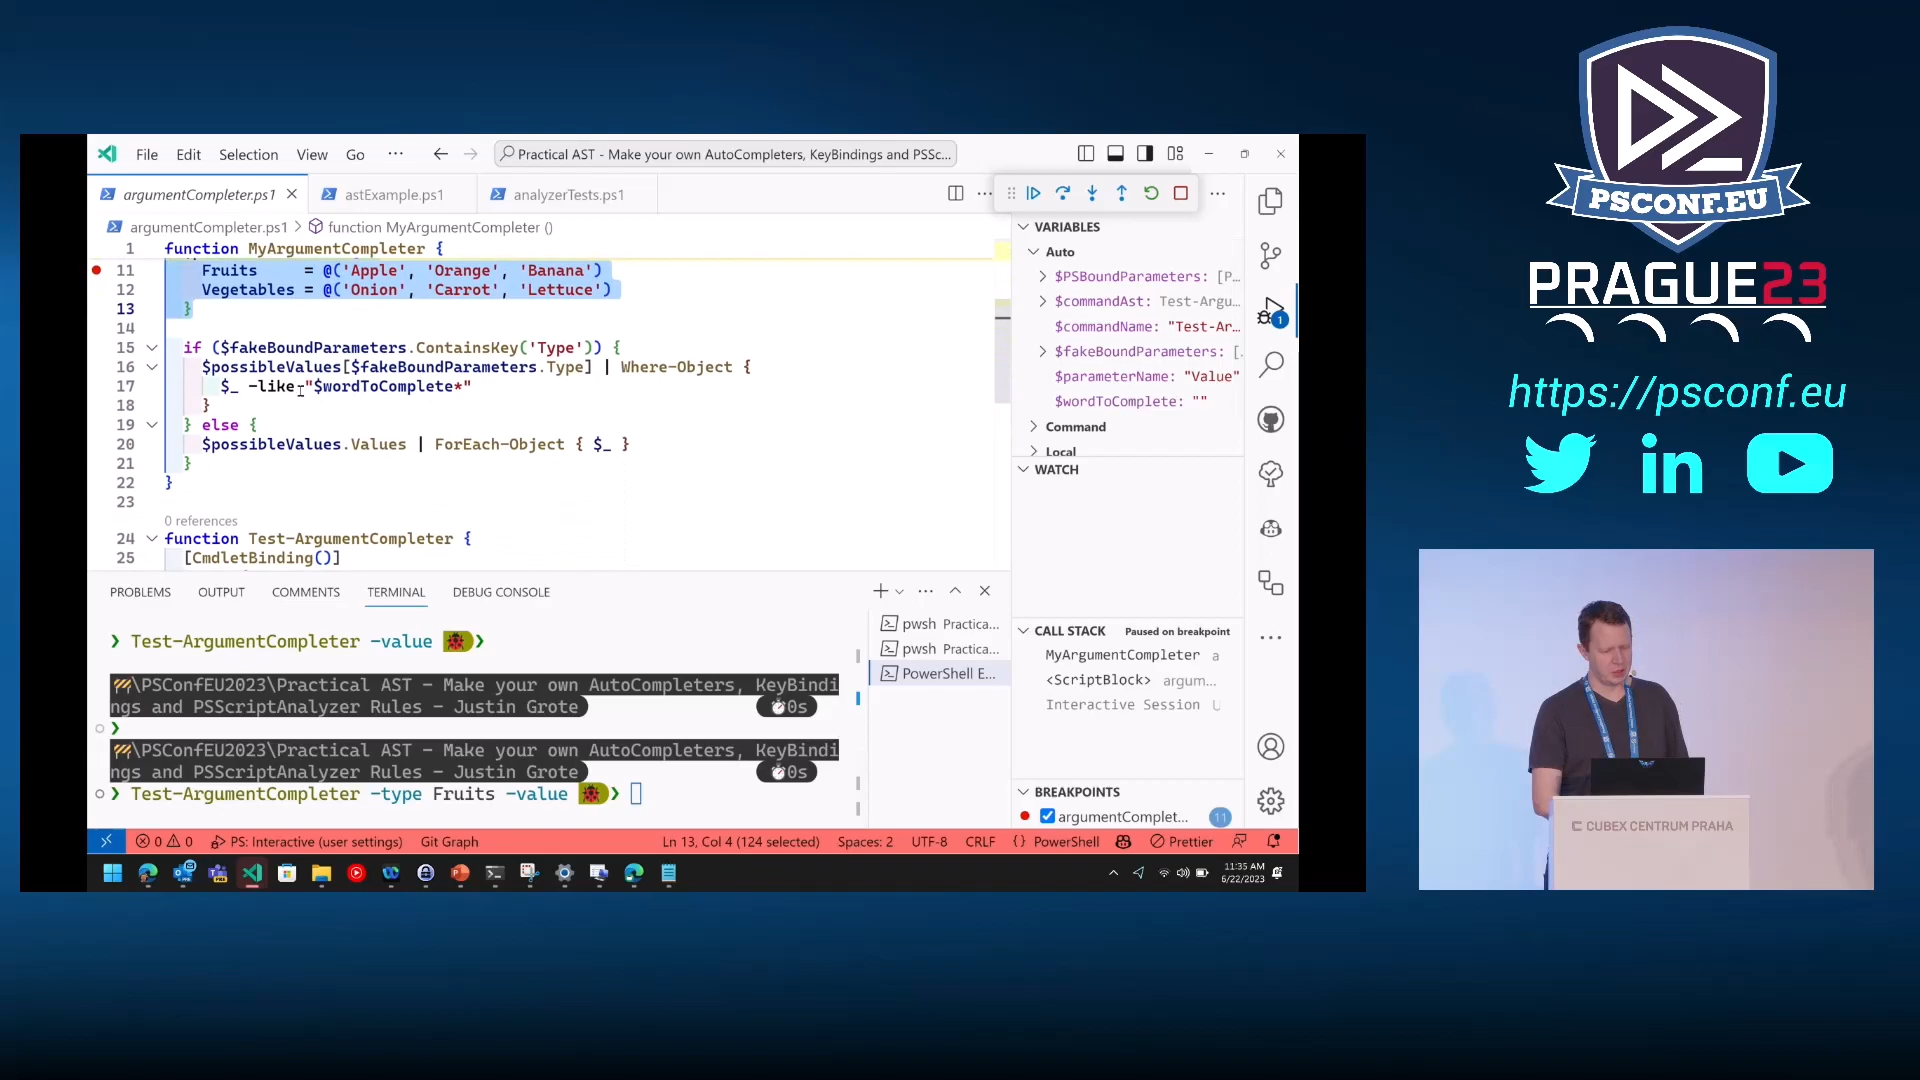 File Edit Selection View Go ··· Practical AST - Make your own AutoCompleters, KeyBindings and PSSc...
argumentCompleter.ps1
astExample.ps1
analyzerTests.ps1
argumentCompleter.ps1 > function MyArgumentCompleter ()
1 function MyArgumentCompleter {
11 Fruits = @('Apple', 'Orange', 'Banana')
12 Vegetables = @('Onion', 'Carrot', 'Lettuce')
13 }
14
15 if ($fakeBoundParameters.ContainsKey('Type')) {
16 $possibleValues[$fakeBoundParameters.Type] | Where-Object {
17 $_ -like "$wordToComplete*"
18 }
19 } else {
20 $possibleValues.Values | ForEach-Object { $_ }
21 }
22 }
23
0 references
24 function Test-ArgumentCompleter {
25 [CmdletBinding()]
VARIABLES
Auto
$PSBoundParameters: [P...
$commandAst: Test-Argu...
$commandName: "Test-Ar...
$fakeBoundParameters: [.
$parameterName: "Value"
$wordToComplete: ""
Command
Local
WATCH
CALL STACK Paused on breakpoint
MyArgumentCompleter a
<ScriptBlock> argum...
Interactive Session
BREAKPOINTS
argumentComplet... 11
1
PROBLEMS OUTPUT COMMENTS TERMINAL DEBUG CONSOLE
❯ Test-ArgumentCompleter -value ❯
\PSConfEU2023\Practical AST - Make your own AutoCompleters, KeyBindi
ngs and PSScriptAnalyzer Rules - Justin Grote 0s
❯
\PSConfEU2023\Practical AST - Make your own AutoCompleters, KeyBindi
ngs and PSScriptAnalyzer Rules - Justin Grote 0s
❯ Test-ArgumentCompleter -type Fruits -value ❯
pwsh Practica...
pwsh Practica...
PowerShell E...
0 0 PS: Interactive (user settings) Git Graph Ln 13, Col 4 (124 selected) Spaces: 2 UTF-8 CRLF {} PowerShell Prettier
11:35 AM
6/22/2023
PSCONF.EU
PRAGUE23
https://psconf.eu
in
CUBEX CENTRUM PRAHA